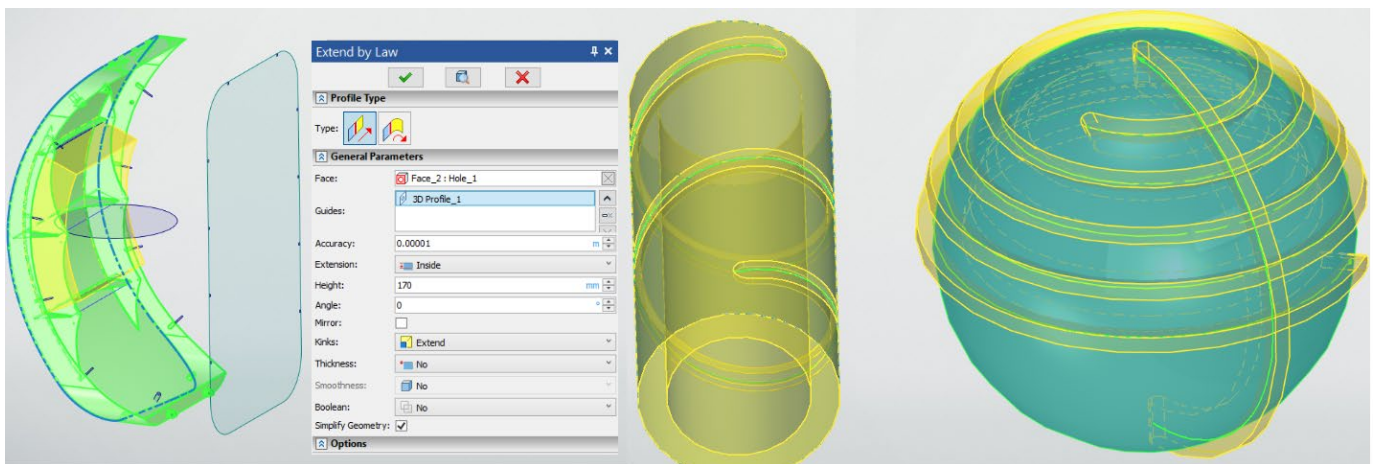 Extend by Law
Profile Type
Type:
General Parameters
Face: Face_2 : Hole_1
Guides: 3D Profile_1
Accuracy: 0.00001 m
Extension: Inside
Height: 170 mm
Angle: 0 °
Mirror:
Kinks: Extend
Thickness: No
Smoothness: No
Boolean: No
Simplify Geometry:
Options